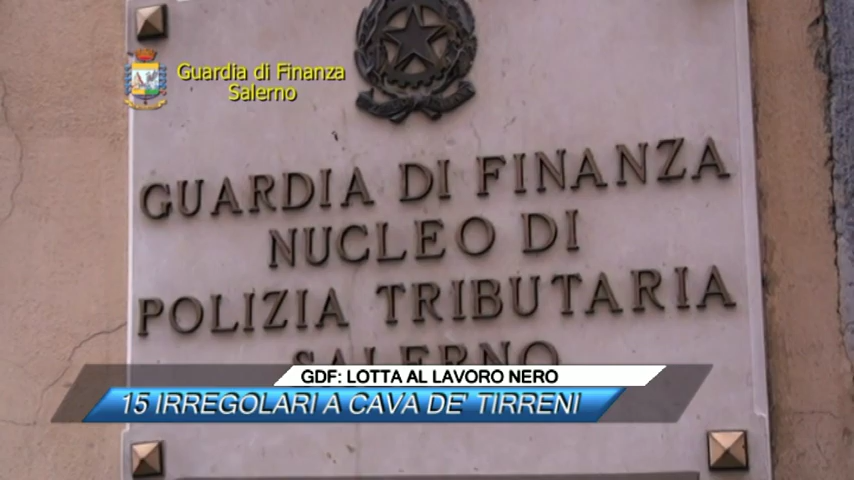 Guardia di Finanza
Salerno
GUARDIA DI FINANZA
NUCLEO DI
POLIZIA TRIBUTARIA
SALERNO
GDF: LOTTA AL LAVORO NERO
15 IRREGOLARI A CAVA DE' TIRRENI